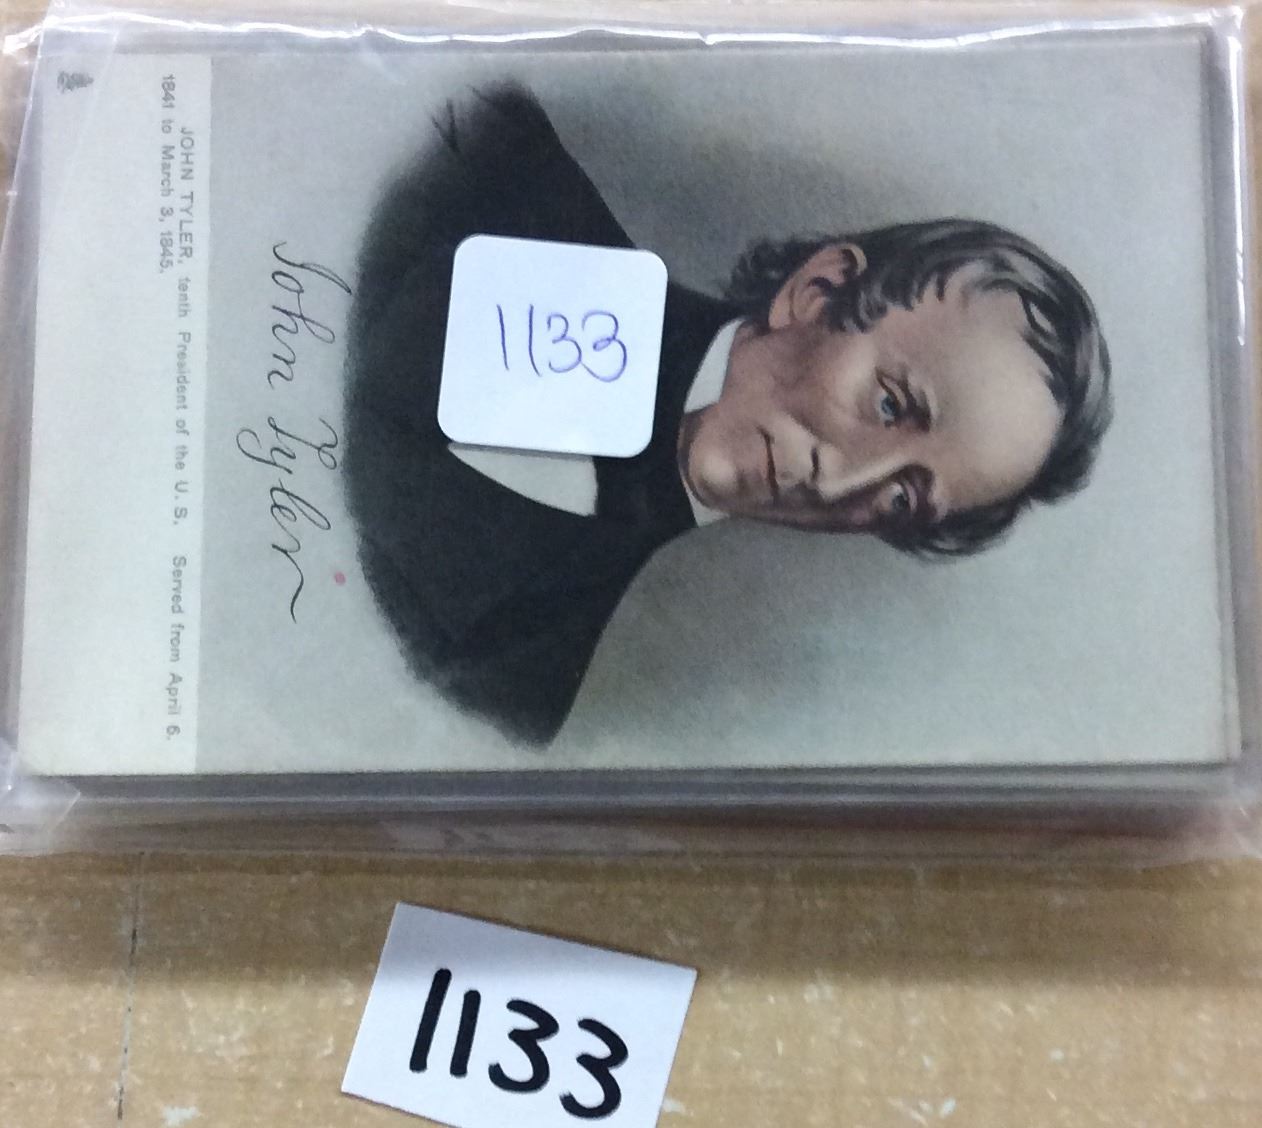 JOHN TYLER, tenth President of the U. S. Served from April 6,
1841 to March 3, 1845.
John Tyler
1133
1133